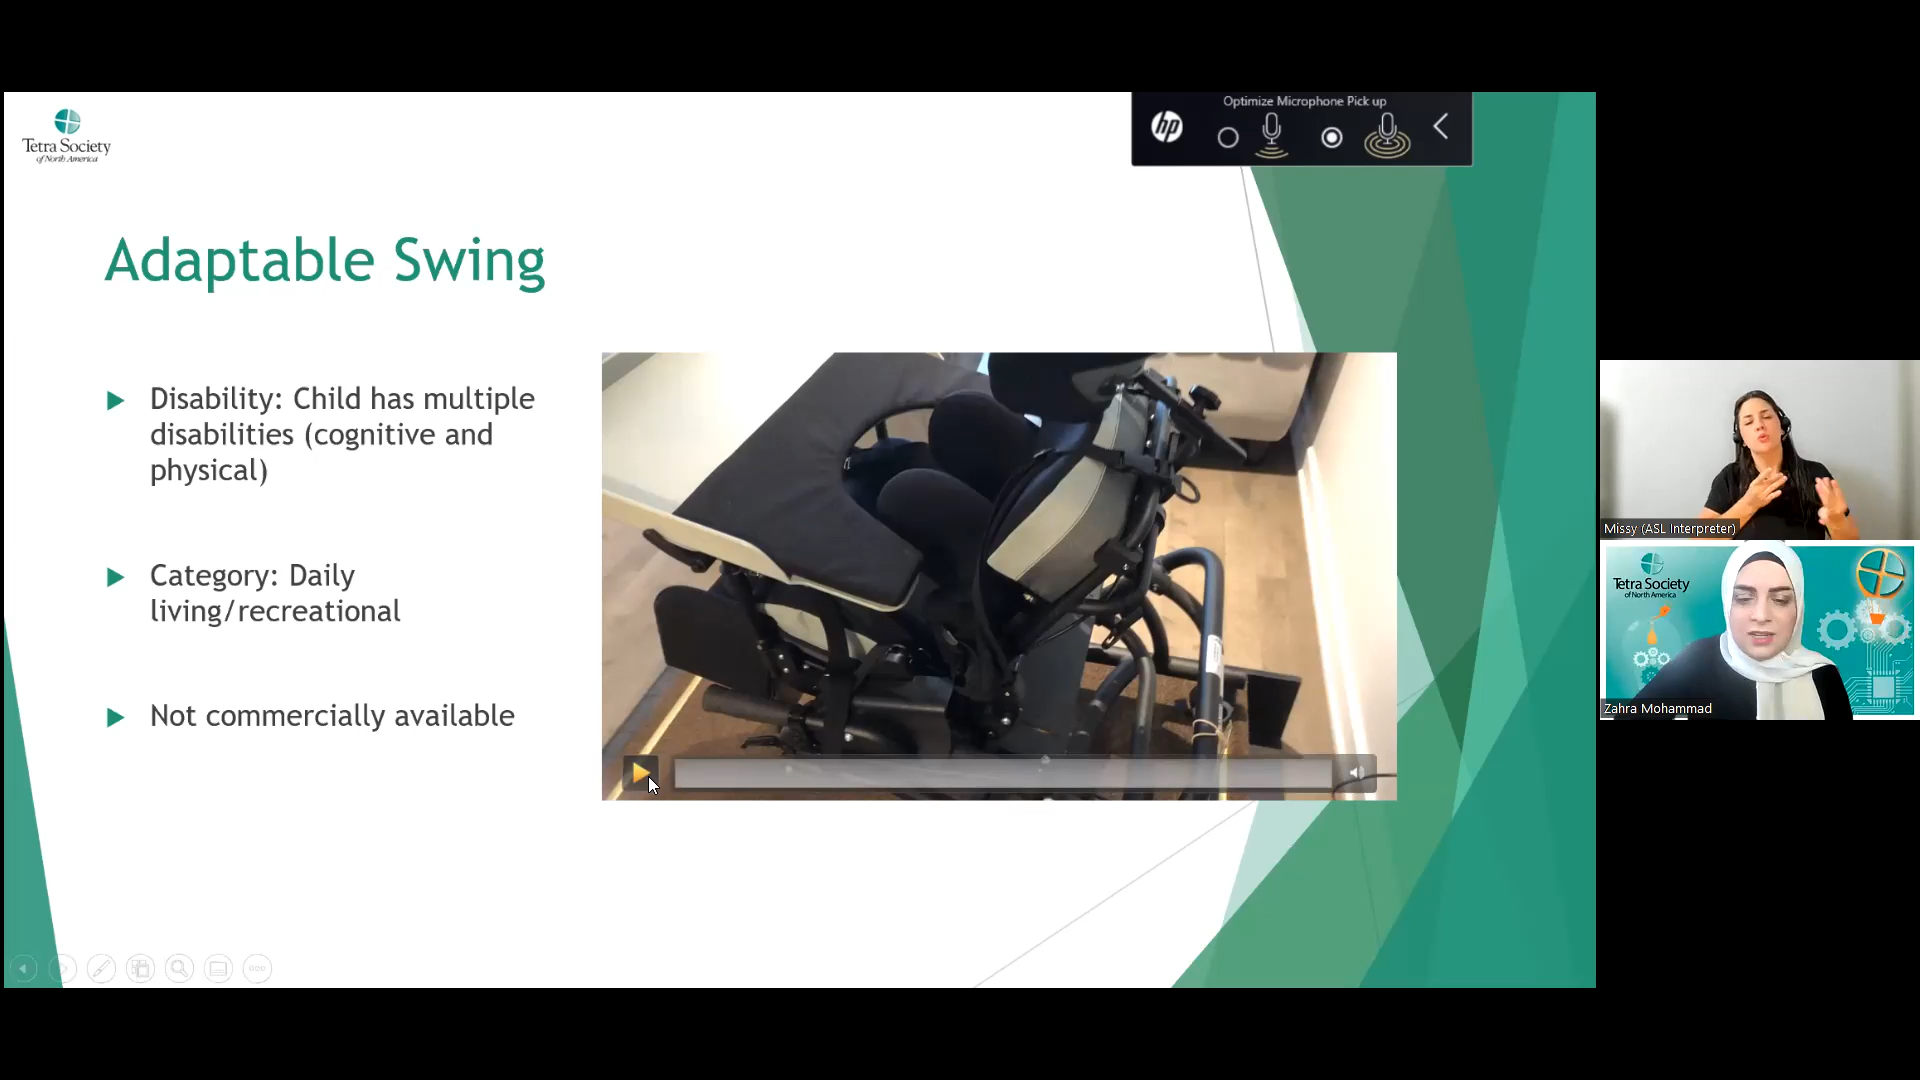 Tetra Society
of North America
Optimize Microphone Pick up
hp
Adaptable Swing
Disability: Child has multiple
disabilities (cognitive and
physical)
Category: Daily
living/recreational
Not commercially available
Missy (ASL Interpreter)
Tetra Society
of North America
Zahra Mohammad